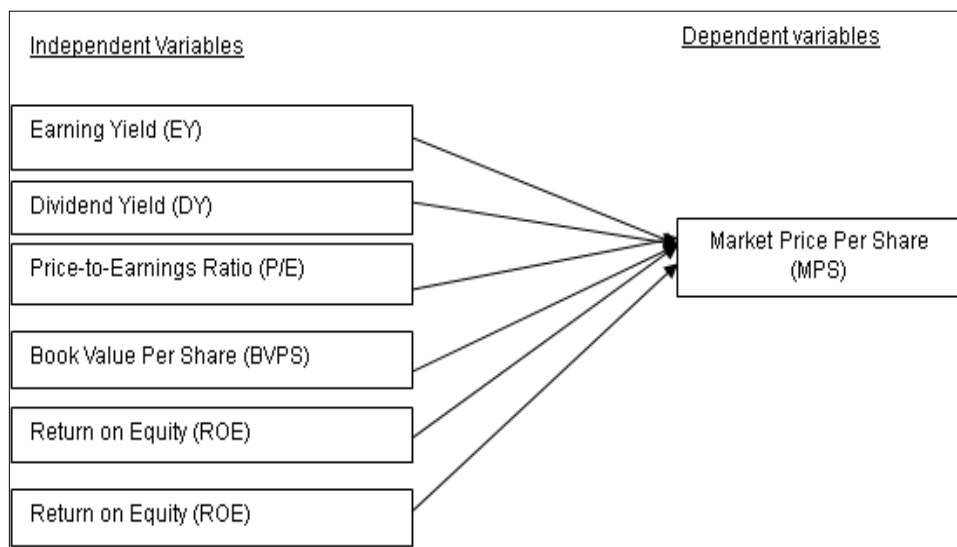 Independent Variables
Dependent variables
Earning Yield (EY)
Dividend Yield (DY)
Price-to-Earnings Ratio (P/E)
Book Value Per Share (BVPS)
Return on Equity (ROE)
Return on Equity (ROE)
Market Price Per Share
(MPS)